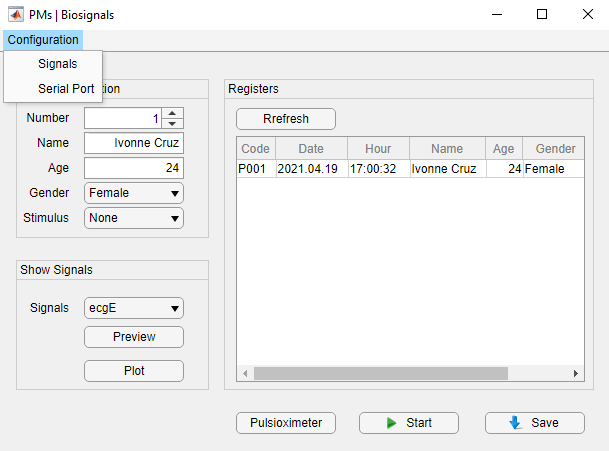 PMs | Biosignals
Configuration
Signals
Serial Port
tion
Number 1
Name Ivonne Cruz
Age 24
Gender Female
Stimulus None
Show Signals
Signals ecgE
Preview
Plot
Registers
Rrefresh
Code Date Hour Name Age Gender
P001 2021.04.19 17:00:32 Ivonne Cruz 24 Female
Pulsioximeter Start Save